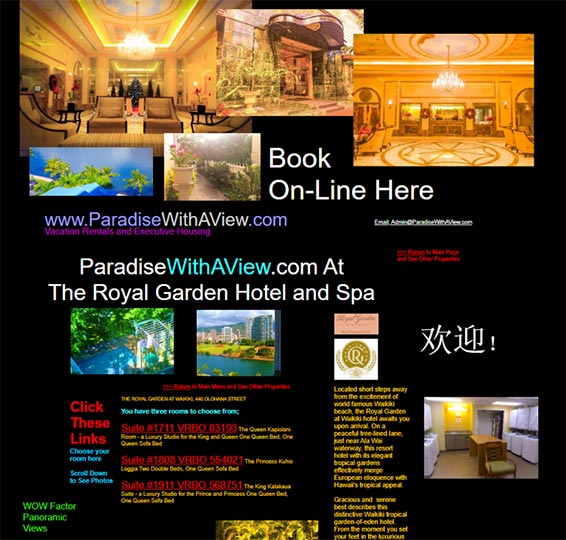 Book
On-Line Here
www.ParadiseWithAView.com
Vacation Rentals and Executive Housing
Email: Admin@ParadiseWithAView.com
<<< Return to Main Page
and See Other Properties
ParadiseWithAView.com At
The Royal Garden Hotel and Spa
Royal Garden
欢迎!
<<< Return to Main Menu and See Other Properties
THE ROYAL GARDEN AT WAIKIKI, 440 OLOHANA STREET
You have three rooms to choose from;
Click
These
Links
Choose your
room here
Scroll Down
to See Photos
Suite #1711 VRBO 83193 The Queen Kapiolani
Room - a Luxury Studio for the King and Queen One Queen Bed, One
Queen Sofa Bed
Suite #1808 VRBO 554021 The Princess Kuhio
Loggia Two Double Beds, One Queen Sofa Bed
Suite #1911 VRBO 568751 The King Kalakaua
Suite - a Luxury Studio for the Prince and Princess One Queen Bed,
One Queen Sofa Bed
WOW Factor
Panoramic
Views
Located short steps away
from the excitement of
world famous Waikiki
beach, the Royal Garden
at Waikiki hotel awaits you
upon arrival. On a
peaceful tree-lined lane,
just near Ala Wai
waterway, this resort
hotel with its elegant
tropical gardens
effectively merge
European eloquence with
Hawaii's tropical appeal.
Gracious and serene
best describes this
distinctive Waikiki tropical
garden-of-eden hotel.
From the moment you set
your feet in the luxurious